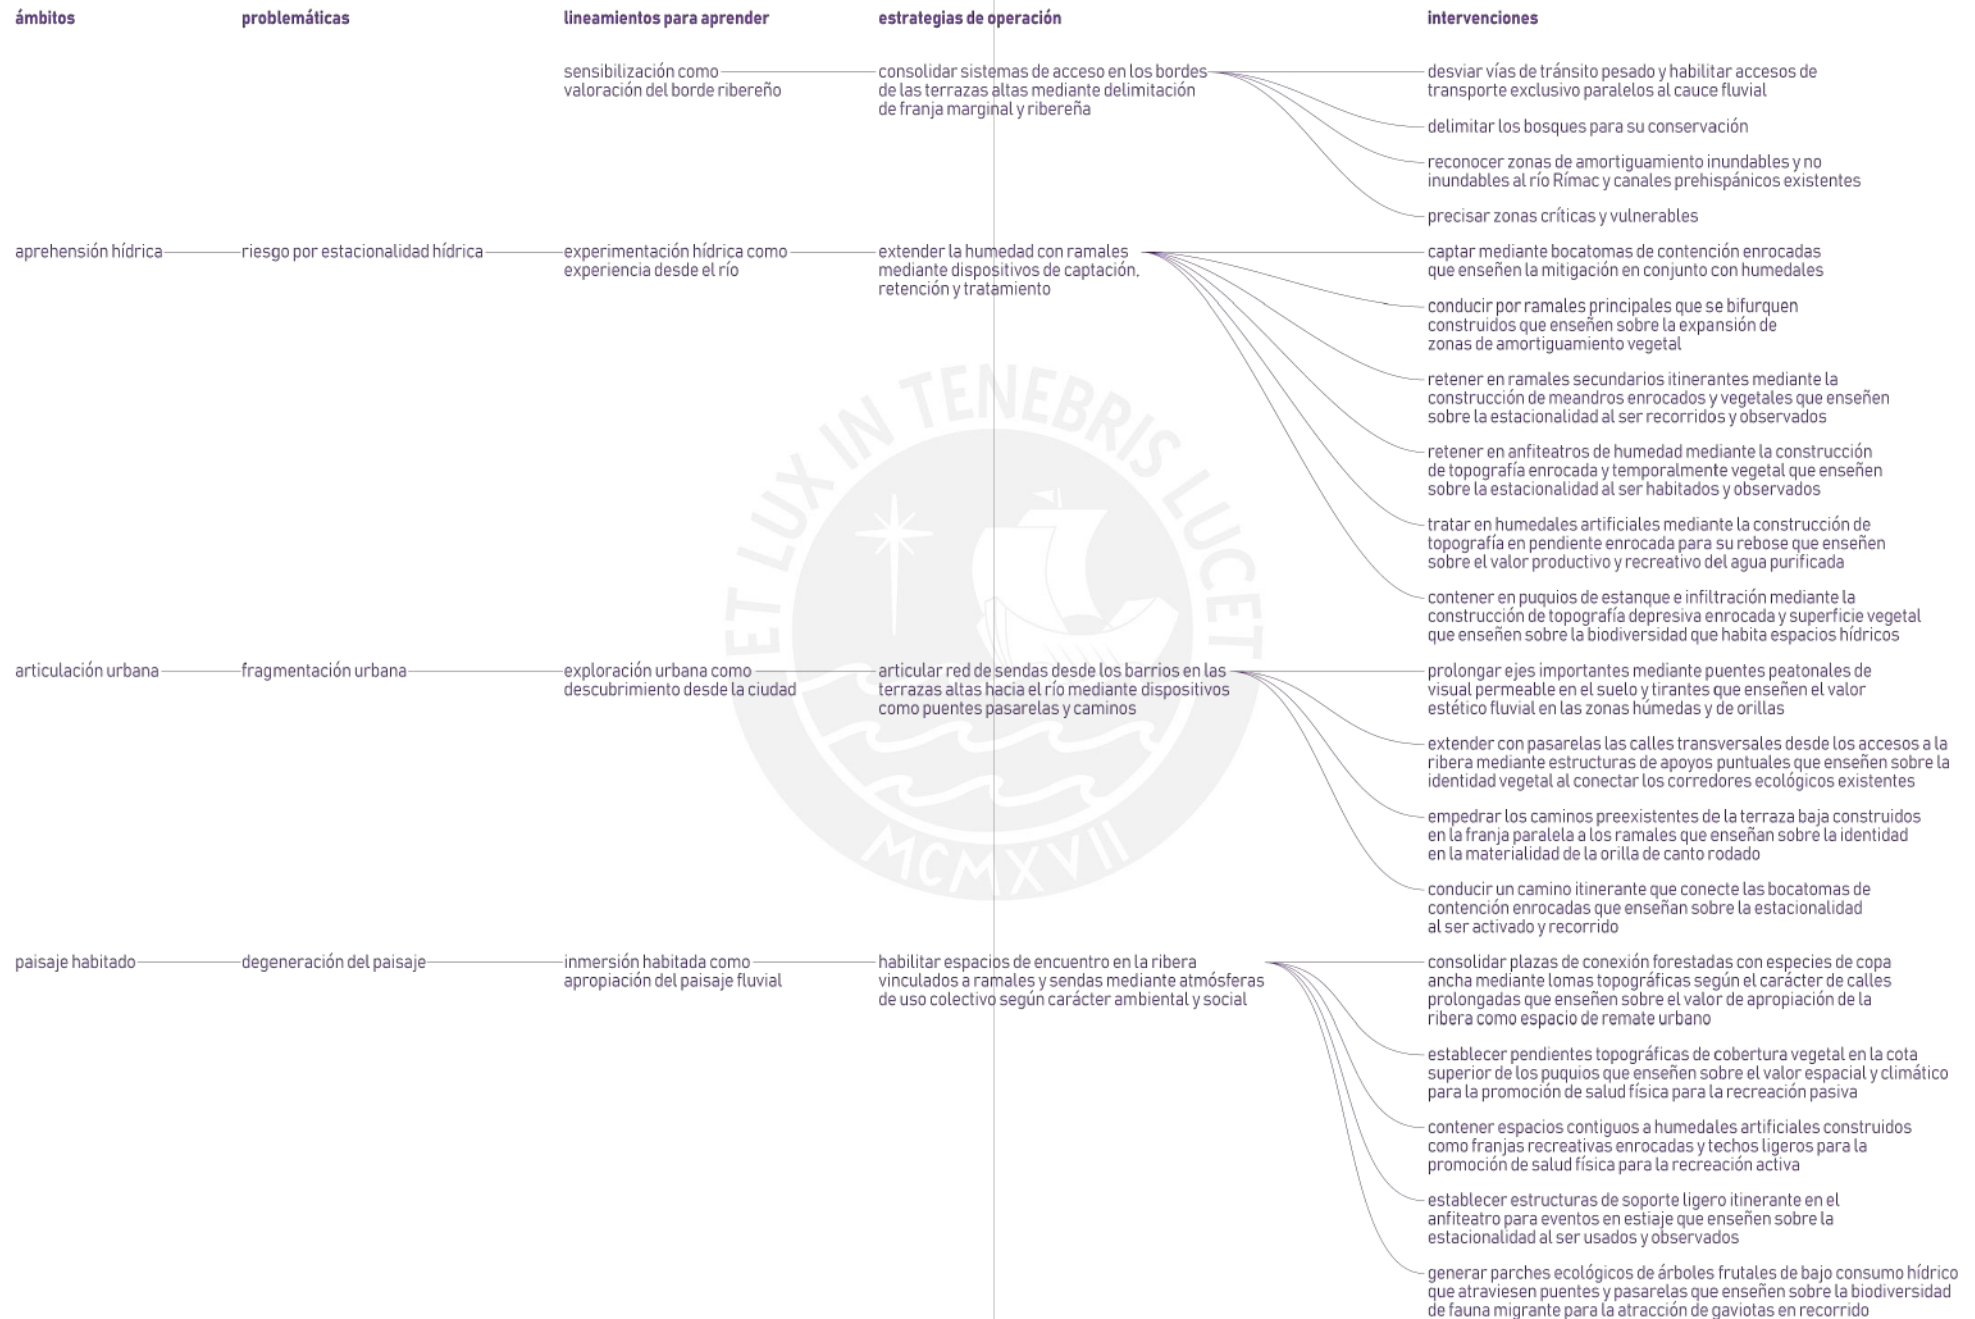 ámbitos
problemáticas
lineamientos para aprender
estrategias de operación
intervenciones
sensibilización como
valoración del borde ribereño
consolidar sistemas de acceso en los bordes
de las terrazas altas mediante delimitación
de franja marginal y ribereña
desviar vías de tránsito pesado y habilitar accesos de
transporte exclusivo paralelos al cauce fluvial
delimitar los bosques para su conservación
reconocer zonas de amortiguamiento inundables y no
inundables al río Rímac y canales prehispánicos existentes
precisar zonas críticas y vulnerables
aprehensión hídrica
riesgo por estacionalidad hídrica
experimentación hídrica como
experiencia desde el río
extender la humedad con ramales
mediante dispositivos de captación,
retención y tratamiento
captar mediante bocatomas de contención enrocadas
que enseñen la mitigación en conjunto con humedales
conducir por ramales principales que se bifurquen
construidos que enseñen sobre la expansión de
zonas de amortiguamiento vegetal
retener en ramales secundarios itinerantes mediante la
construcción de meandros enrocados y vegetales que enseñen
sobre la estacionalidad al ser recorridos y observados
retener en anfiteatros de humedad mediante la construcción
de topografía enrocada y temporalmente vegetal que enseñen
sobre la estacionalidad al ser habitados y observados
tratar en humedales artificiales mediante la construcción de
topografía en pendiente enrocada para su rebose que enseñen
sobre el valor productivo y recreativo del agua purificada
contener en puquios de estanque e infiltración mediante la
construcción de topografía depresiva enrocada y superficie vegetal
que enseñen sobre la biodiversidad que habita espacios hídricos
articulación urbana
fragmentación urbana
exploración urbana como
descubrimiento desde la ciudad
articular red de sendas desde los barrios en las
terrazas altas hacia el río mediante dispositivos
como puentes pasarelas y caminos
prolongar ejes importantes mediante puentes peatonales de
visual permeable en el suelo y tirantes que enseñen el valor
estético fluvial en las zonas húmedas y de orillas
extender con pasarelas las calles transversales desde los accesos a la
ribera mediante estructuras de apoyos puntuales que enseñen sobre la
identidad vegetal al conectar los corredores ecológicos existentes
empedrar los caminos preexistentes de la terraza baja construidos
en la franja paralela a los ramales que enseñan sobre la identidad
en la materialidad de la orilla de canto rodado
conducir un camino itinerante que conecte las bocatomas de
contención enrocadas que enseñan sobre la estacionalidad
al ser activado y recorrido
paisaje habitado
degeneración del paisaje
inmersión habitada como
apropiación del paisaje fluvial
habilitar espacios de encuentro en la ribera
vinculados a ramales y sendas mediante atmósferas
de uso colectivo según carácter ambiental y social
consolidar plazas de conexión forestadas con especies de copa
ancha mediante lomas topográficas según el carácter de calles
prolongadas que enseñen sobre el valor de apropiación de la
ribera como espacio de remate urbano
establecer pendientes topográficas de cobertura vegetal en la cota
superior de los puquios que enseñen sobre el valor espacial y climático
para la promoción de salud física para la recreación pasiva
contener espacios contiguos a humedales artificiales construidos
como franjas recreativas enrocadas y techos ligeros para la
promoción de salud física para la recreación activa
establecer estructuras de soporte ligero itinerante en el
anfiteatro para eventos en estiaje que enseñen sobre la
estacionalidad al ser usados y observados
generar parches ecológicos de árboles frutales de bajo consumo hídrico
que atraviesen puentes y pasarelas que enseñen sobre la biodiversidad
de fauna migrante para la atracción de gaviotas en recorrido
ET LUX IN TENEBRIS LUCET
MCMXVII